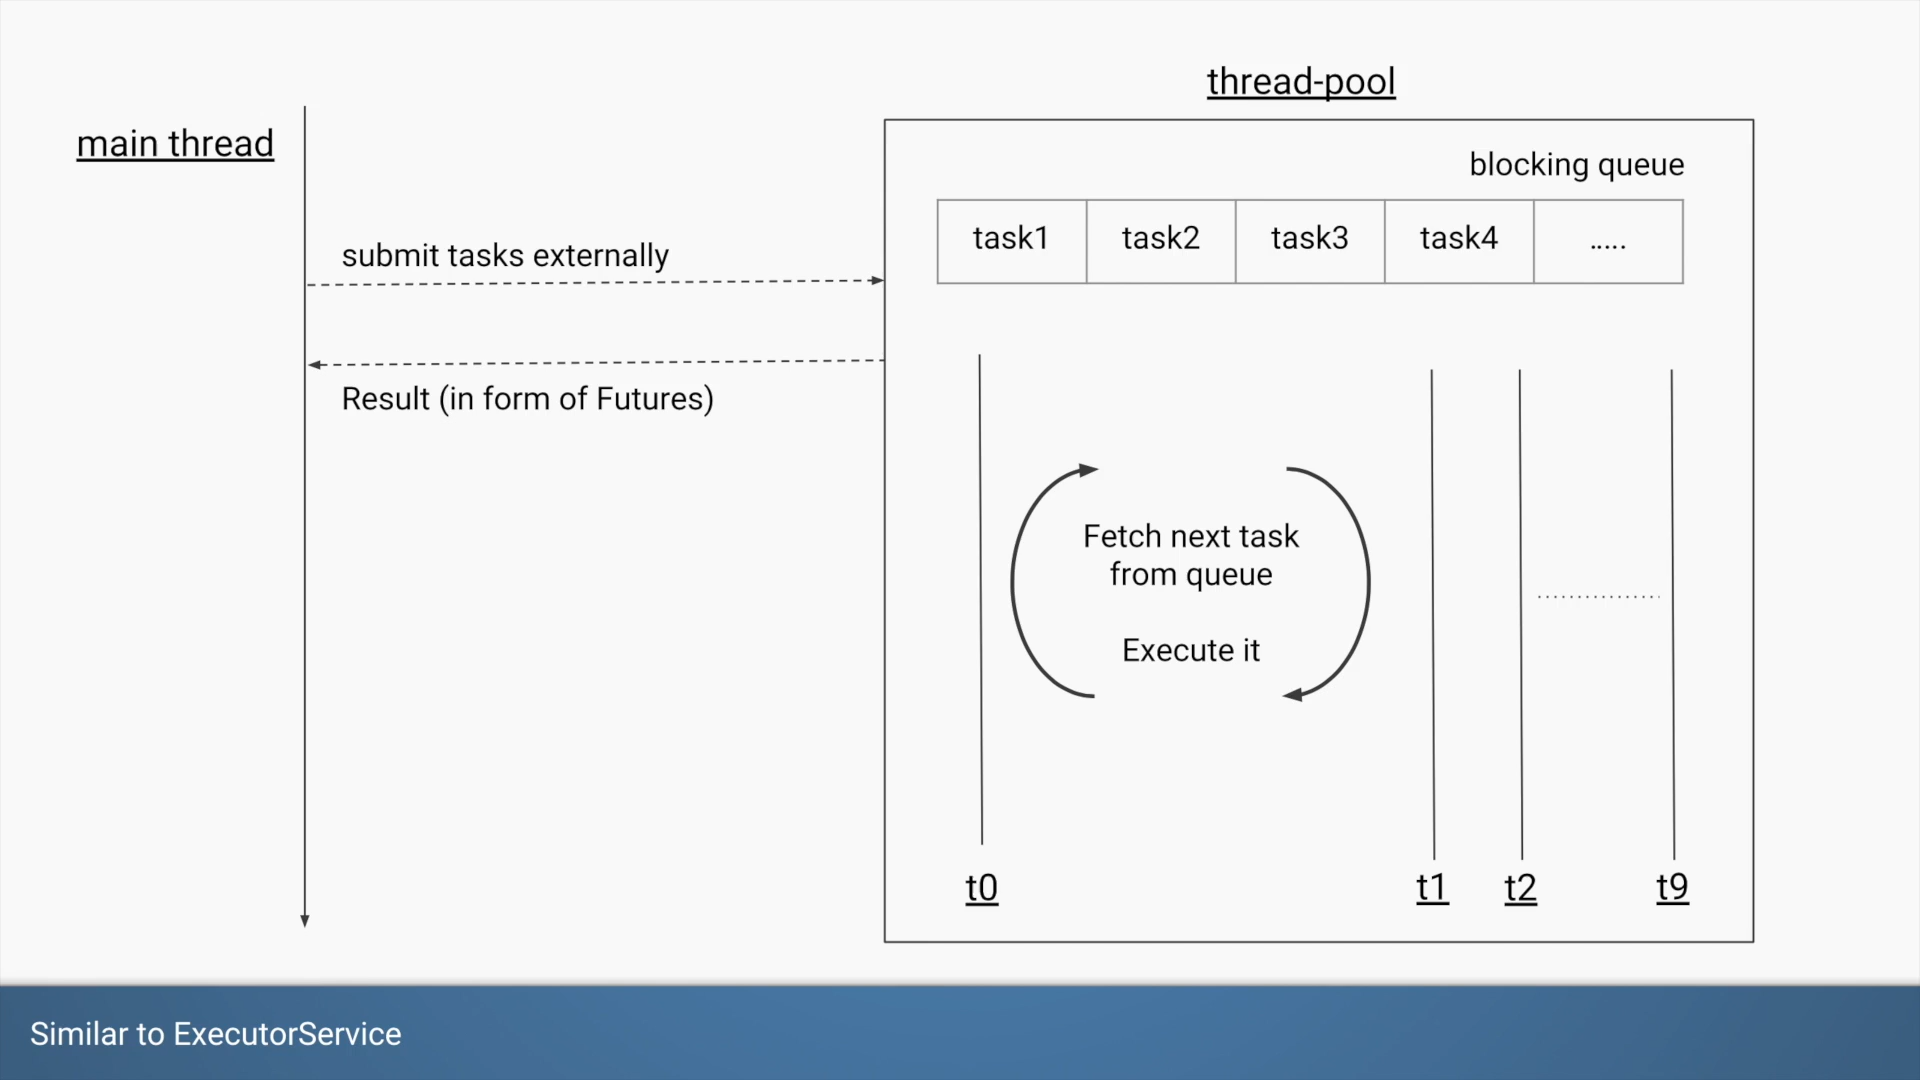 thread-pool
main thread
blocking queue
task1 task2 task3 task4 .....
submit tasks externally
Result (in form of Futures)
Fetch next task
from queue
Execute it
t0 t1 t2 t9
Similar to ExecutorService